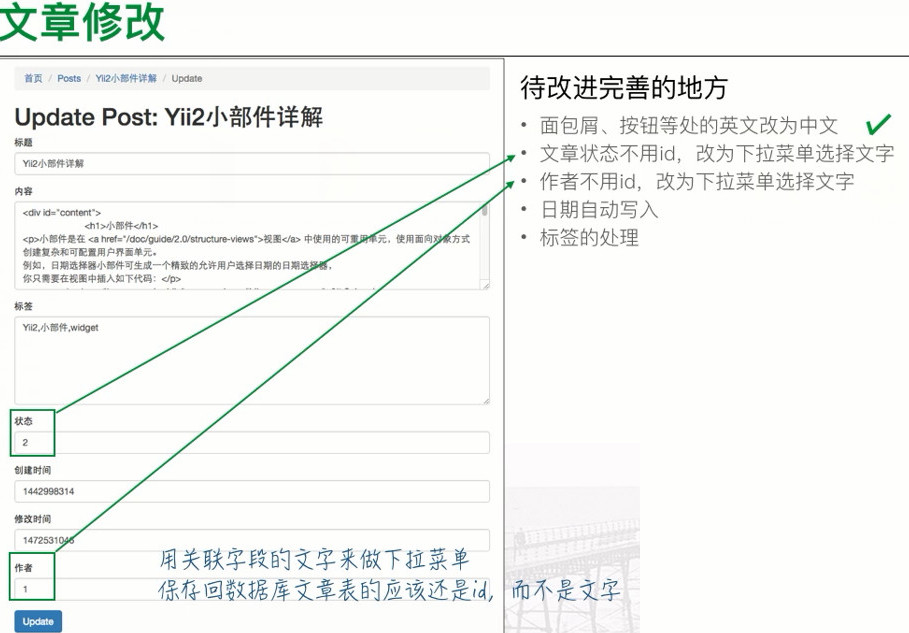 文章修改
首页 / Posts / Yii2小部件详解 / Update
Update Post: Yii2小部件详解
标题
Yii2小部件详解
内容
<div id="content">
<h1>小部件</h1>
<p>小部件是在 <a href="/doc/guide/2.0/structure-views">视图</a> 中使用的可重用单元，使用面向对象方式
创建复杂和可配置用户界面单元。
例如，日期选择器小部件可生成一个精致的允许用户选择日期的日期选择器，
你只需要在视图中插入如下代码：</p>
标签
Yii2,小部件,widget
状态
2
创建时间
1442998314
修改时间
作者
1
Update
待改进完善的地方
• 面包屑、按钮等处的英文改为中文 ✓
• 文章状态不用id，改为下拉菜单选择文字
• 作者不用id，改为下拉菜单选择文字
• 日期自动写入
• 标签的处理
用关联字段的文字来做下拉菜单
保存回数据库文章表的应该还是id，而不是文字